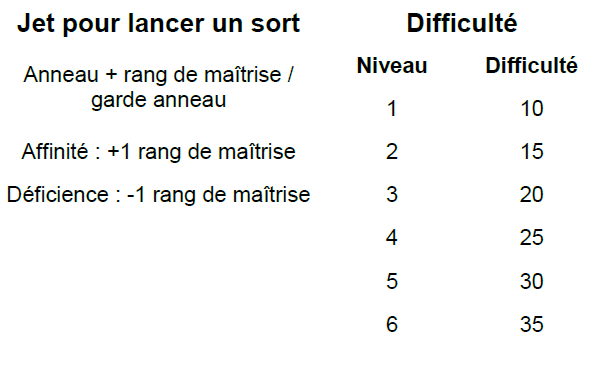 Jet pour lancer un sort
Anneau + rang de maîtrise /
garde anneau
Affinité : +1 rang de maîtrise
Déficience : -1 rang de maîtrise
Difficulté
Niveau Difficulté
1 10
2 15
3 20
4 25
5 30
6 35